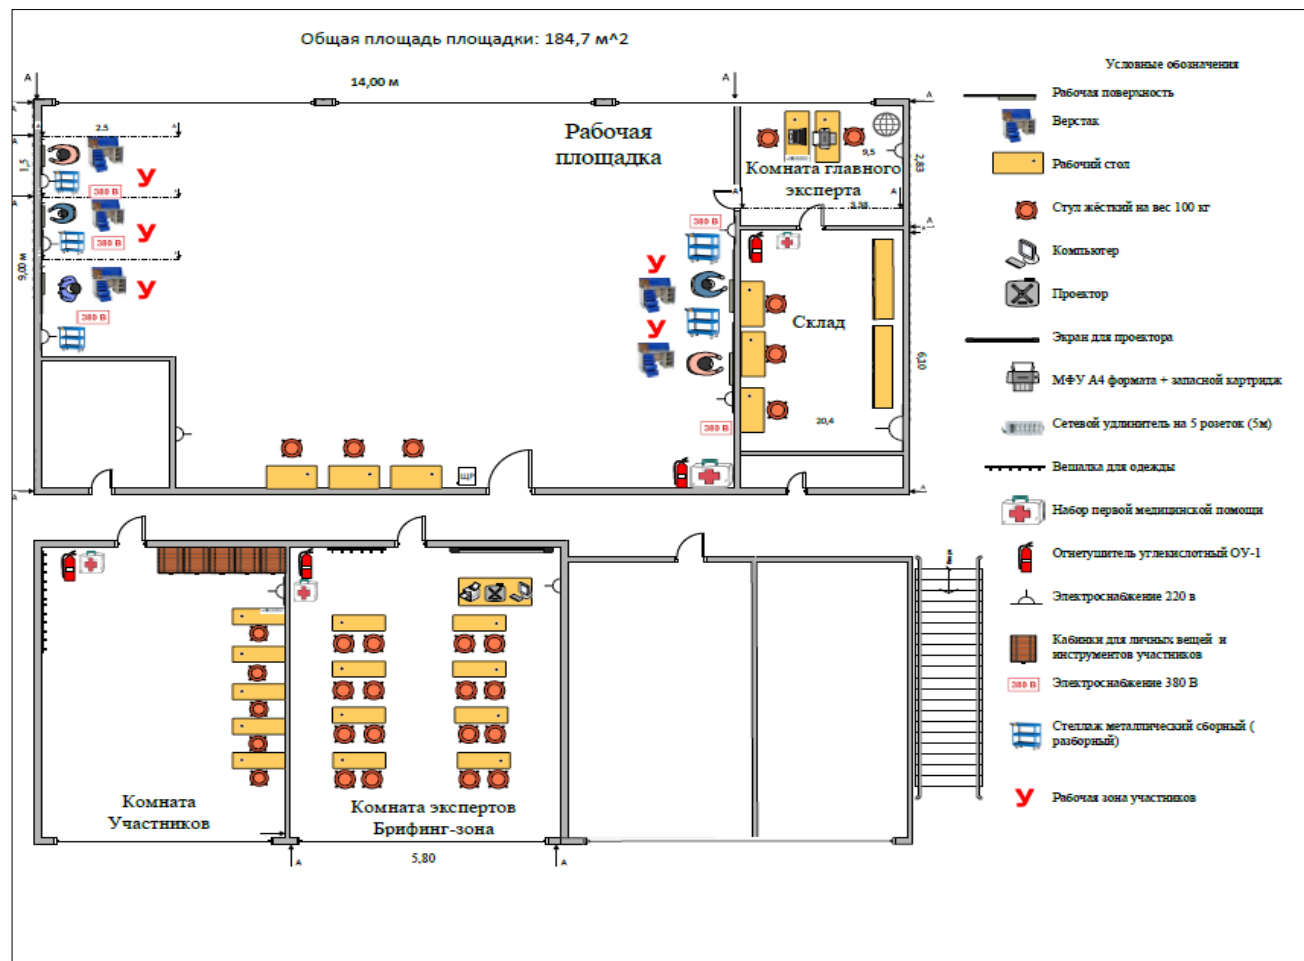 Общая площадь площадки: 184,7 м^2
Условные обозначения
А
14,00 м
А
А
Рабочая поверхность
Верстак
Рабочий стол
Стул жёсткий на вес 100 кг
Компьютер
Проектор
Экран для проектора
МФУ А4 формата + запасной картридж
Сетевой удлинитель на 5 розеток (5м)
Вешалка для одежды
Набор первой медицинской помощи
Огнетушитель углекислотный ОУ-1
Электроснабжение 220 в
Кабинки для личных вещей и
инструментов участников
380 В
Электроснабжение 380 В
Стеллаж металлический сборный (
разборный)
У
Рабочая зона участников
2.5
1,5
9,00 м
У
380 В
У
380 В
У
380 В
Рабочая
площадка
380 В
У
У
380 В
ЩР
9,5
2,83
Комната главного
эксперта
А
А
Склад
6,10
20,4
А
А
Комната
Участников
Комната экспертов
Брифинг-зона
5,80
А
А